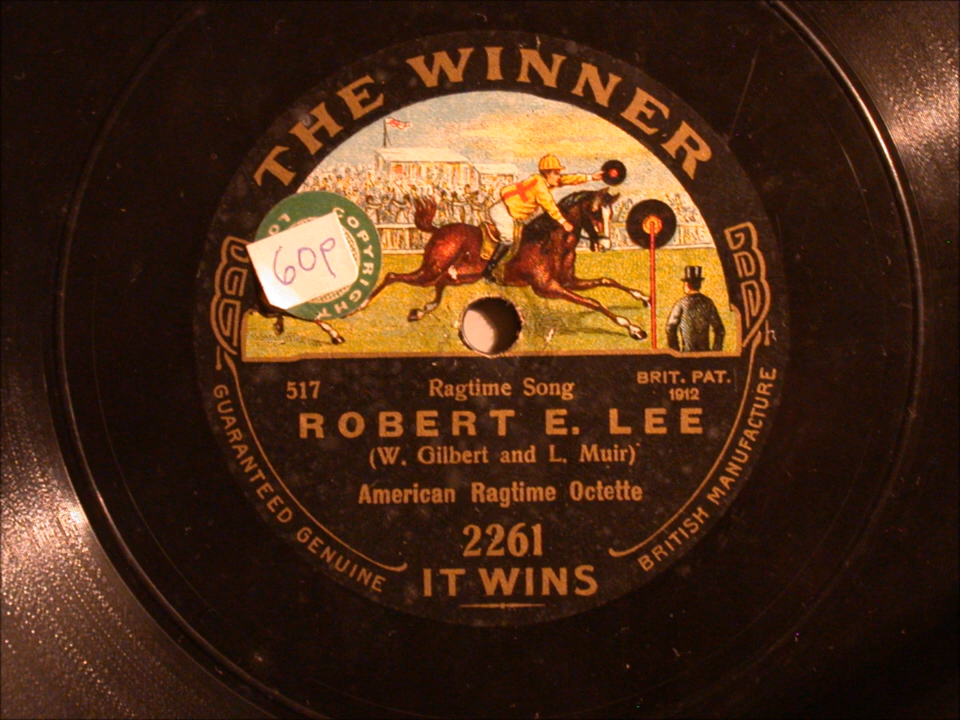 THE WINNER
COPYRIGHT
60p
517
Ragtime Song
BRIT. PAT.
1912
ROBERT E. LEE
(W. Gilbert and L. Muir)
American Ragtime Octette
2261
IT WINS
GUARANTEED GENUINE
BRITISH MANUFACTURE